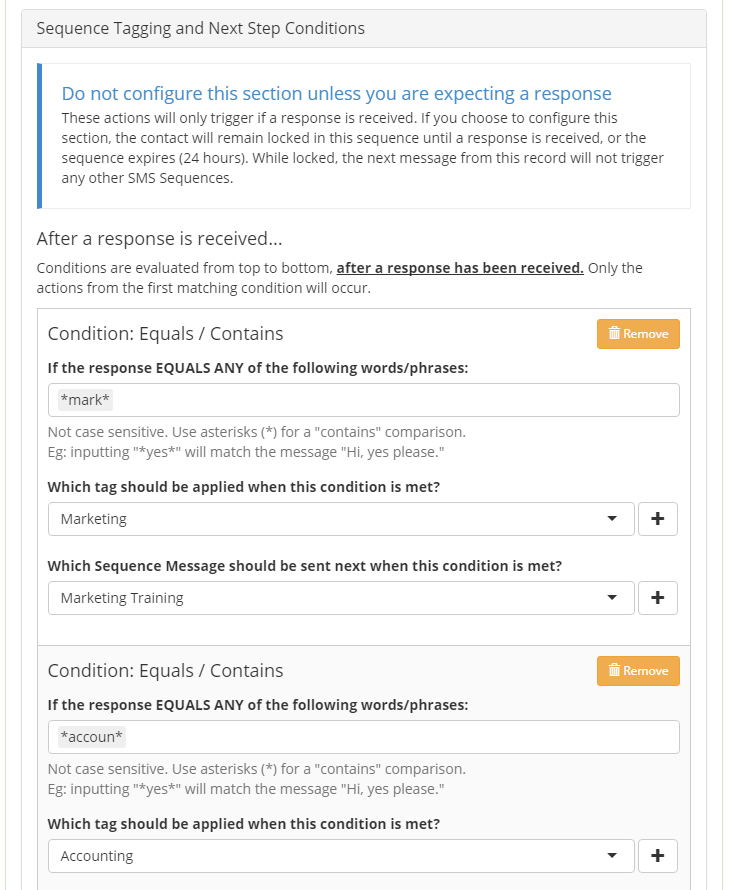 Sequence Tagging and Next Step Conditions
Do not configure this section unless you are expecting a response
These actions will only trigger if a response is received. If you choose to configure this
section, the contact will remain locked in this sequence until a response is received, or the
sequence expires (24 hours). While locked, the next message from this record will not trigger
any other SMS Sequences.
After a response is received...
Conditions are evaluated from top to bottom, after a response has been received. Only the
actions from the first matching condition will occur.
Condition: Equals / Contains
Remove
If the response EQUALS ANY of the following words/phrases:
*mark*
Not case sensitive. Use asterisks (*) for a "contains" comparison.
Eg: inputting "*yes*" will match the message "Hi, yes please."
Which tag should be applied when this condition is met?
Marketing
Which Sequence Message should be sent next when this condition is met?
Marketing Training
Condition: Equals / Contains
Remove
If the response EQUALS ANY of the following words/phrases:
*accoun*
Not case sensitive. Use asterisks (*) for a "contains" comparison.
Eg: inputting "*yes*" will match the message "Hi, yes please."
Which tag should be applied when this condition is met?
Accounting